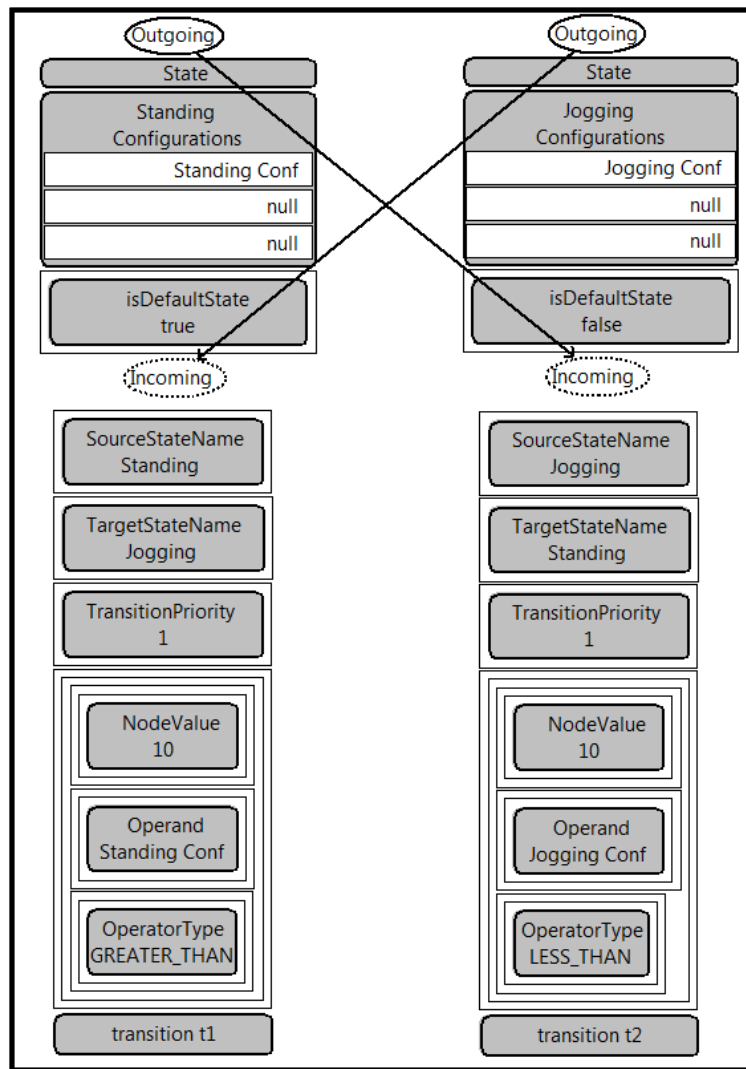 Outgoing
State
Standing
Configurations
Standing Conf
null
null
isDefaultState
true
Incoming
SourceStateName
Standing
TargetStateName
Jogging
TransitionPriority
1
NodeValue
10
Operand
Standing Conf
OperatorType
GREATER_THAN
transition t1
Outgoing
State
Jogging
Configurations
Jogging Conf
null
null
isDefaultState
false
Incoming
SourceStateName
Jogging
TargetStateName
Standing
TransitionPriority
1
NodeValue
10
Operand
Jogging Conf
OperatorType
LESS_THAN
transition t2